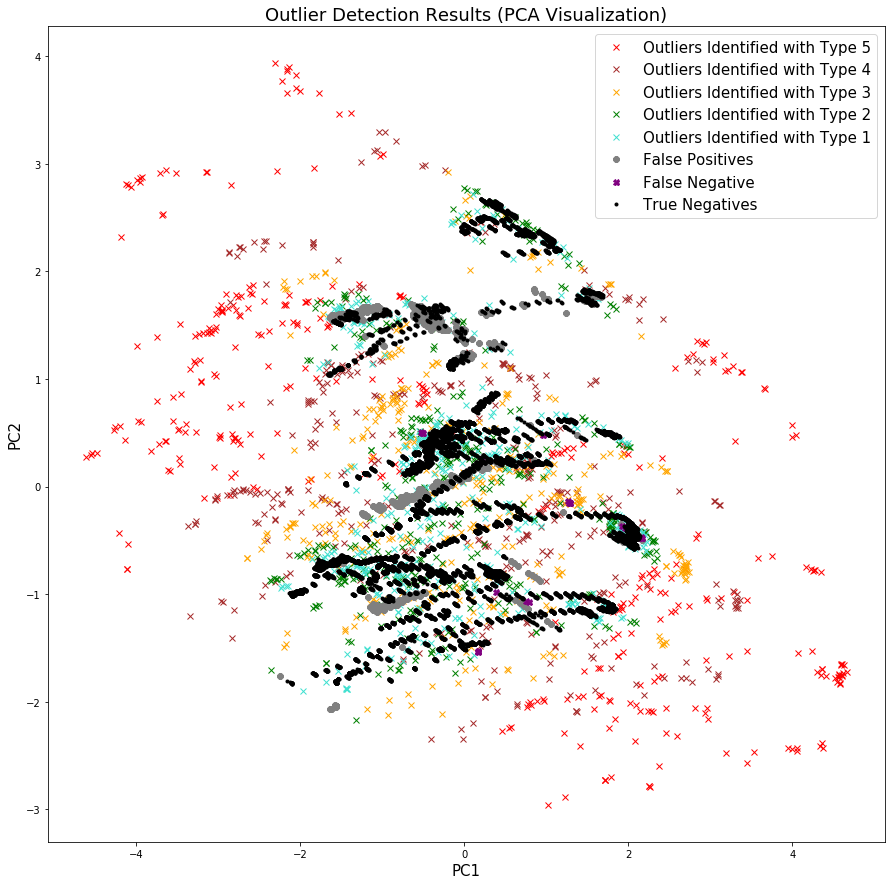 Outlier Detection Results (PCA Visualization)
Outliers Identified with Type 5
Outliers Identified with Type 4
Outliers Identified with Type 3
Outliers Identified with Type 2
Outliers Identified with Type 1
False Positives
False Negative
True Negatives
4
3
2
1
0
−1
−2
−3
PC2
−4 −2 0 2 4
PC1